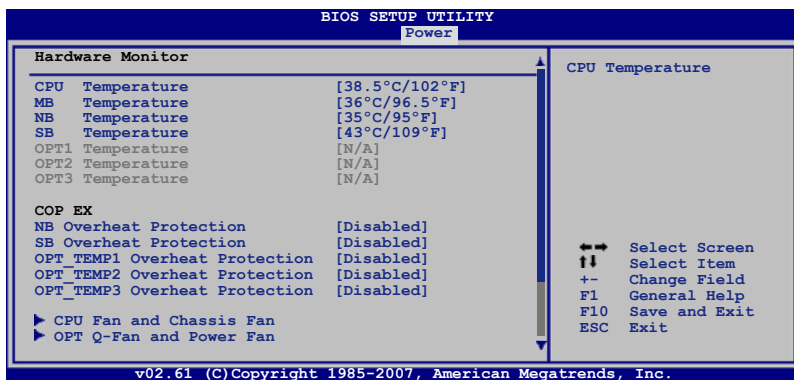 BIOS SETUP UTILITY
Power
Hardware Monitor
CPU Temperature [38.5°C/102°F]
MB Temperature [36°C/96.5°F]
NB Temperature [35°C/95°F]
SB Temperature [43°C/109°F]
OPT1 Temperature [N/A]
OPT2 Temperature [N/A]
OPT3 Temperature [N/A]
COP EX
NB Overheat Protection [Disabled]
SB Overheat Protection [Disabled]
OPT_TEMP1 Overheat Protection [Disabled]
OPT_TEMP2 Overheat Protection [Disabled]
OPT_TEMP3 Overheat Protection [Disabled]
CPU Fan and Chassis Fan
OPT Q-Fan and Power Fan
CPU Temperature
←→ Select Screen
↑↓ Select Item
+- Change Field
F1 General Help
F10 Save and Exit
ESC Exit
v02.61 (C)Copyright 1985-2007, American Megatrends, Inc.